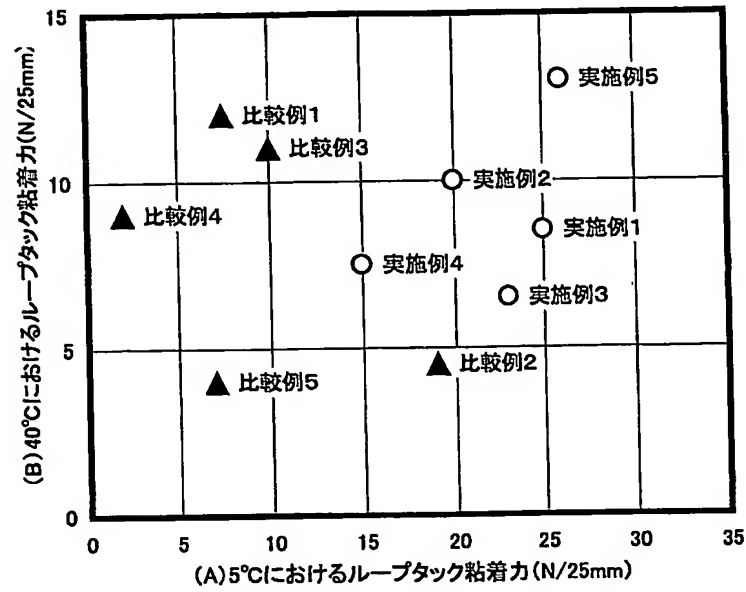 (B)40℃におけるループタック粘着力(N/25mm)
15
10
5
0
実施例5
比較例1
比較例3
実施例2
比較例4
実施例1
実施例4
実施例3
比較例2
比較例5
0 5 10 15 20 25 30 35
(A)5℃におけるループタック粘着力(N/25mm)